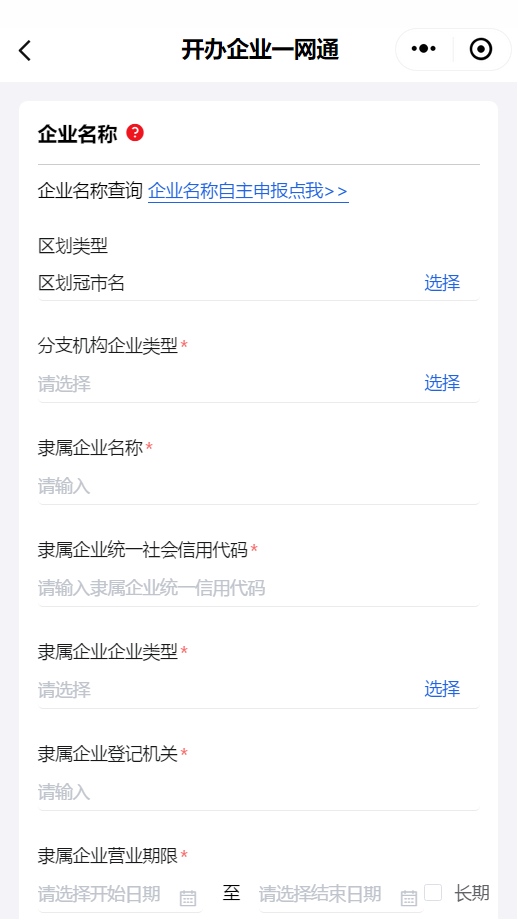 开办企业一网通
企业名称 ?
企业名称查询 企业名称自主申报点我>>
区划类型
区划冠市名 选择
分支机构企业类型*
请选择 选择
隶属企业名称*
请输入
隶属企业统一社会信用代码*
请输入隶属企业统一信用代码
隶属企业企业类型*
请选择 选择
隶属企业登记机关*
请输入
隶属企业营业期限*
请选择开始日期 至 请选择结束日期 长期